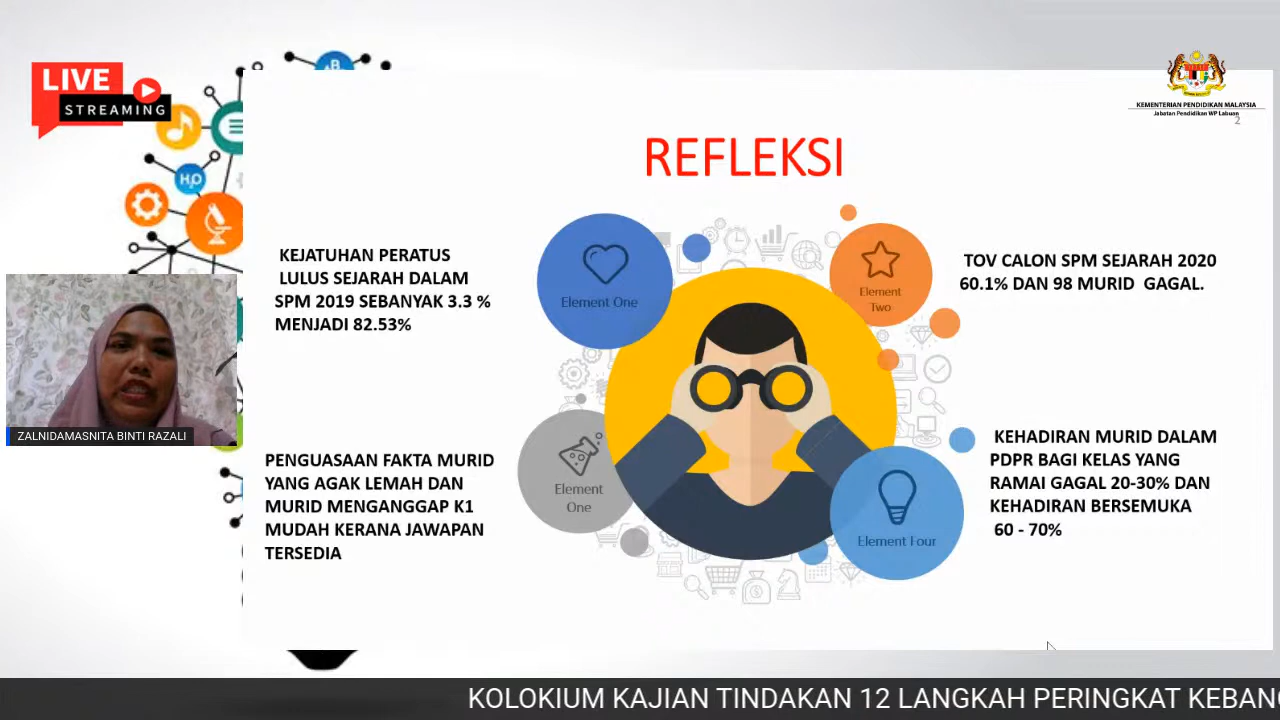 LIVE
STREAMING
KEMENTERIAN PENDIDIKAN MALAYSIA
Jabatan Pendidikan WP Labuan
2
REFLEKSI
KEJATUHAN PERATUS
LULUS SEJARAH DALAM
SPM 2019 SEBANYAK 3.3 %
MENJADI 82.53%
Element One
Element
Two
TOV CALON SPM SEJARAH 2020
60.1% DAN 98 MURID GAGAL.
H₂O
ZALNIDAMASNITA BINTI RAZALI
PENGUASAAN FAKTA MURID
YANG AGAK LEMAH DAN
MURID MENGANGGAP K1
MUDAH KERANA JAWAPAN
TERSEDIA
Element
One
Element Four
KEHADIRAN MURID DALAM
PDPR BAGI KELAS YANG
RAMAI GAGAL 20-30% DAN
KEHADIRAN BERSEMUKA
60 - 70%
KOLOKIUM KAJIAN TINDAKAN 12 LANGKAH PERINGKAT KEBANG